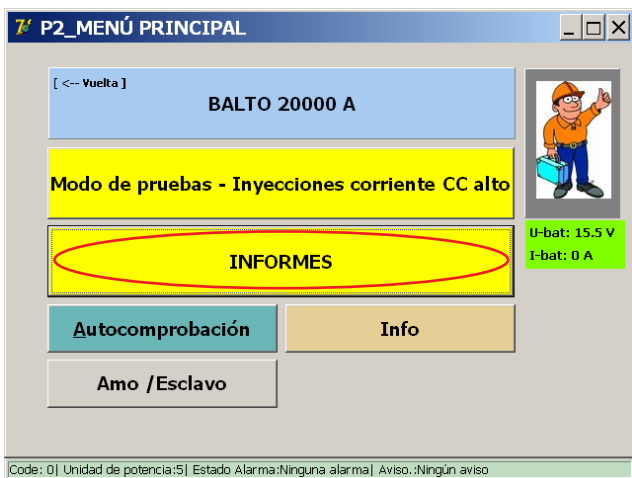 P2_MENÚ PRINCIPAL
[ <-- Vuelta ]
BALTO 20000 A
Modo de pruebas - Inyecciones corriente CC alto
U-bat: 15.5 V
I-bat: 0 A
INFORMES
Autocomprobación
Info
Amo /Esclavo
Code: 0| Unidad de potencia:5| Estado Alarma:Ninguna alarma| Aviso.:Ningún aviso